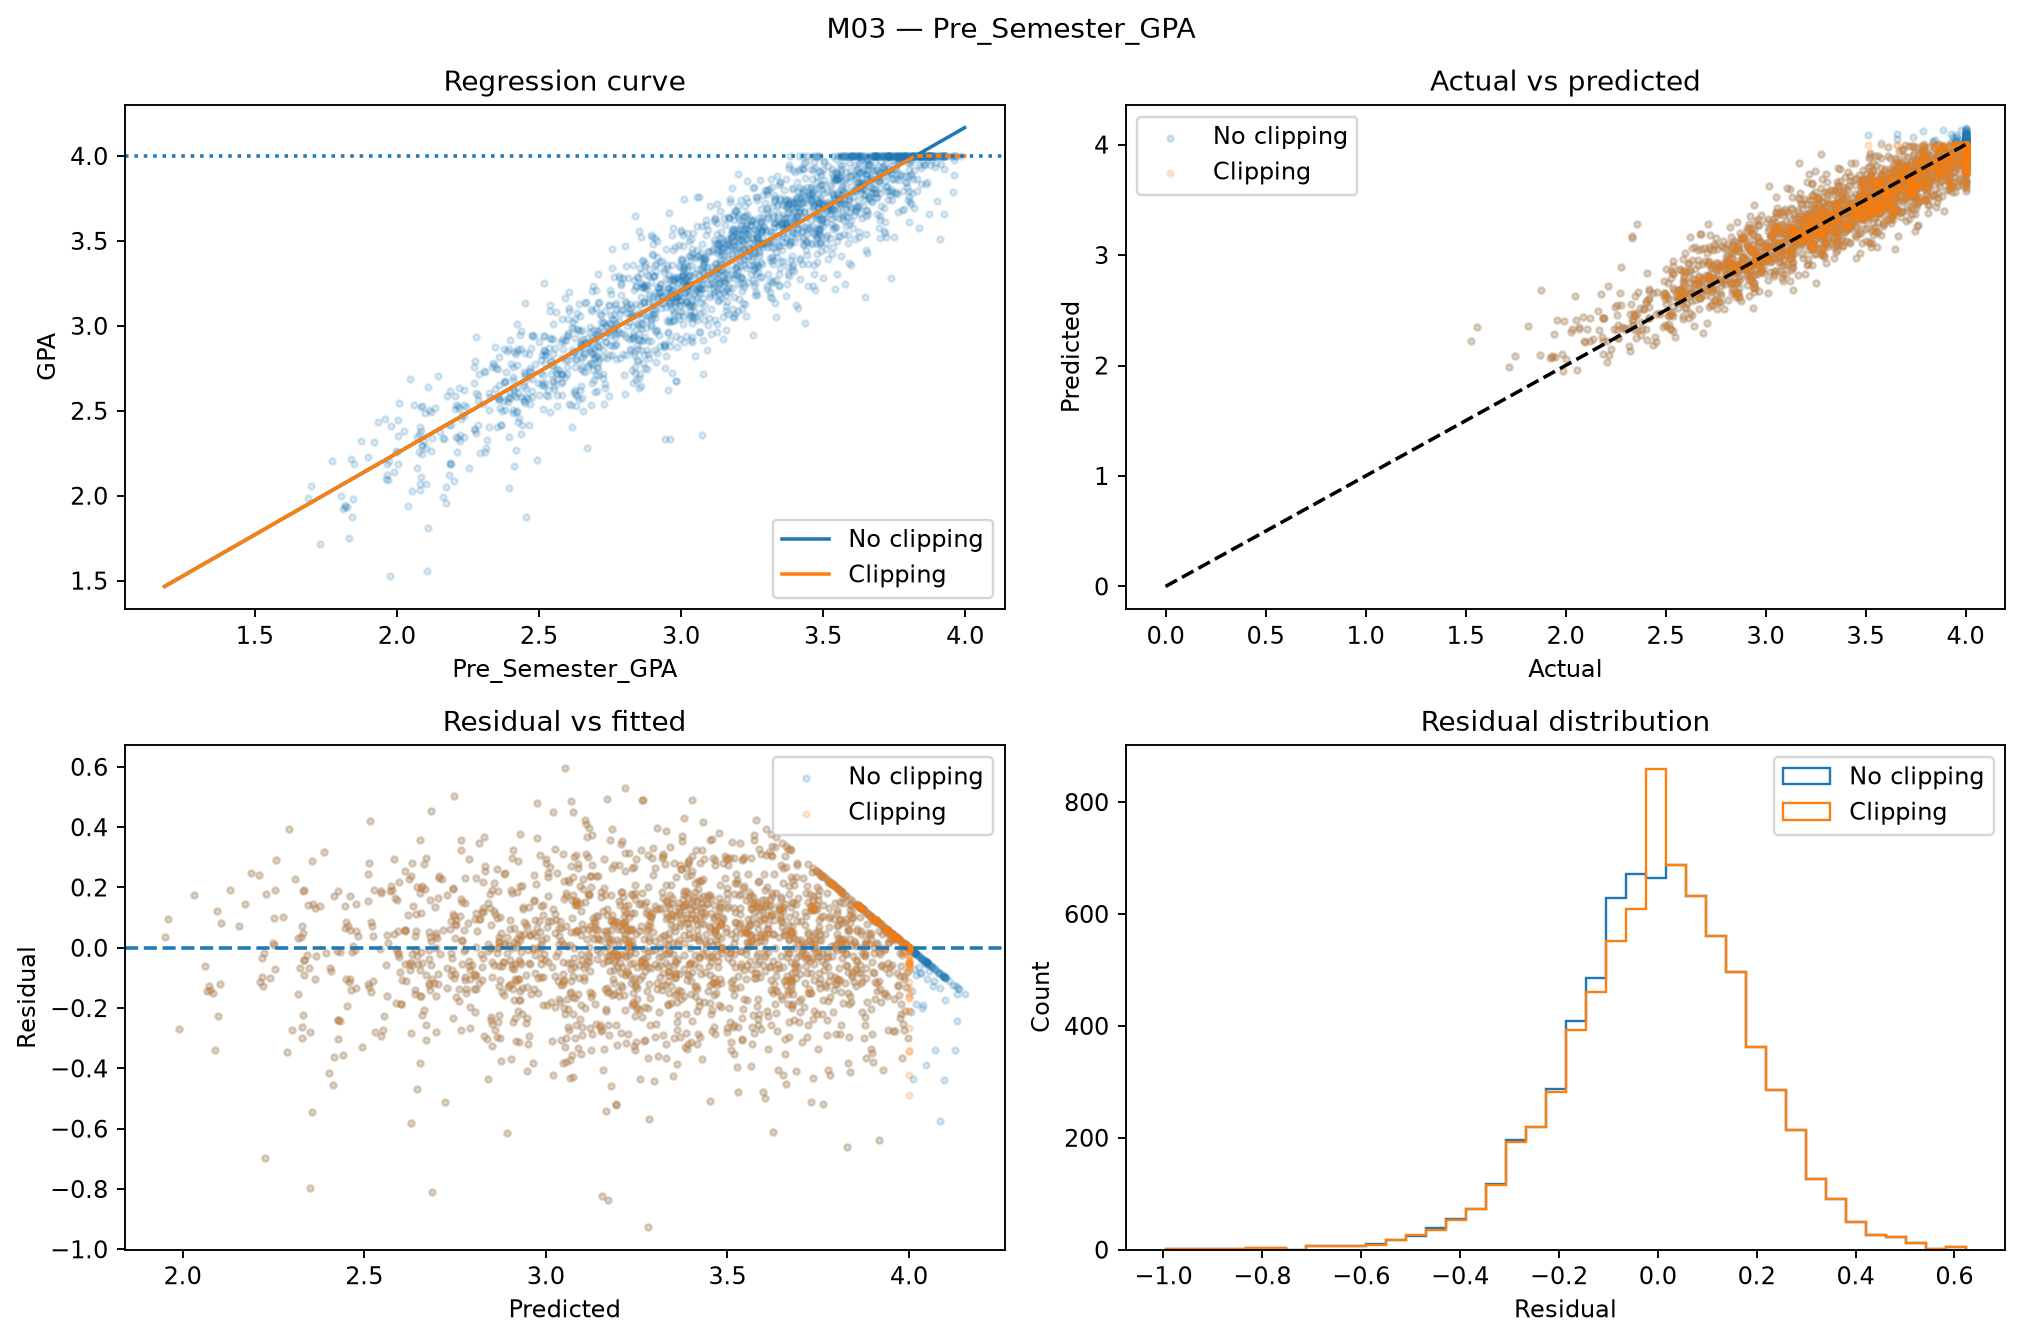 M03 — Pre_Semester_GPA
Regression curve
GPA
4.0
3.5
3.0
2.5
2.0
1.5
No clipping
Clipping
1.5 2.0 2.5 3.0 3.5 4.0
Pre_Semester_GPA
Actual vs predicted
Predicted
4
3
2
1
0
No clipping
Clipping
0.0 0.5 1.0 1.5 2.0 2.5 3.0 3.5 4.0
Actual
Residual vs fitted
Residual
0.6
0.4
0.2
0.0
−0.2
−0.4
−0.6
−0.8
−1.0
No clipping
Clipping
2.0 2.5 3.0 3.5 4.0
Predicted
Residual distribution
Count
800
600
400
200
0
No clipping
Clipping
−1.0 −0.8 −0.6 −0.4 −0.2 0.0 0.2 0.4 0.6
Residual